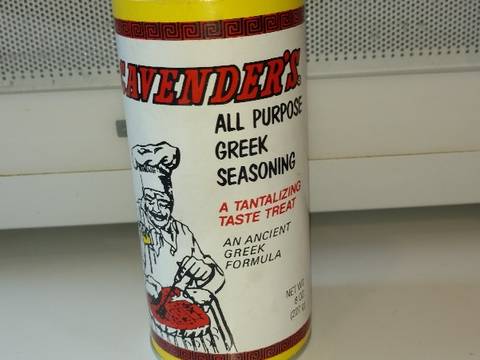 CAVENDER'S
ALL PURPOSE
GREEK
SEASONING
A TANTALIZING
TASTE TREAT
AN ANCIENT
GREEK
FORMULA
NET WT.
8 OZ